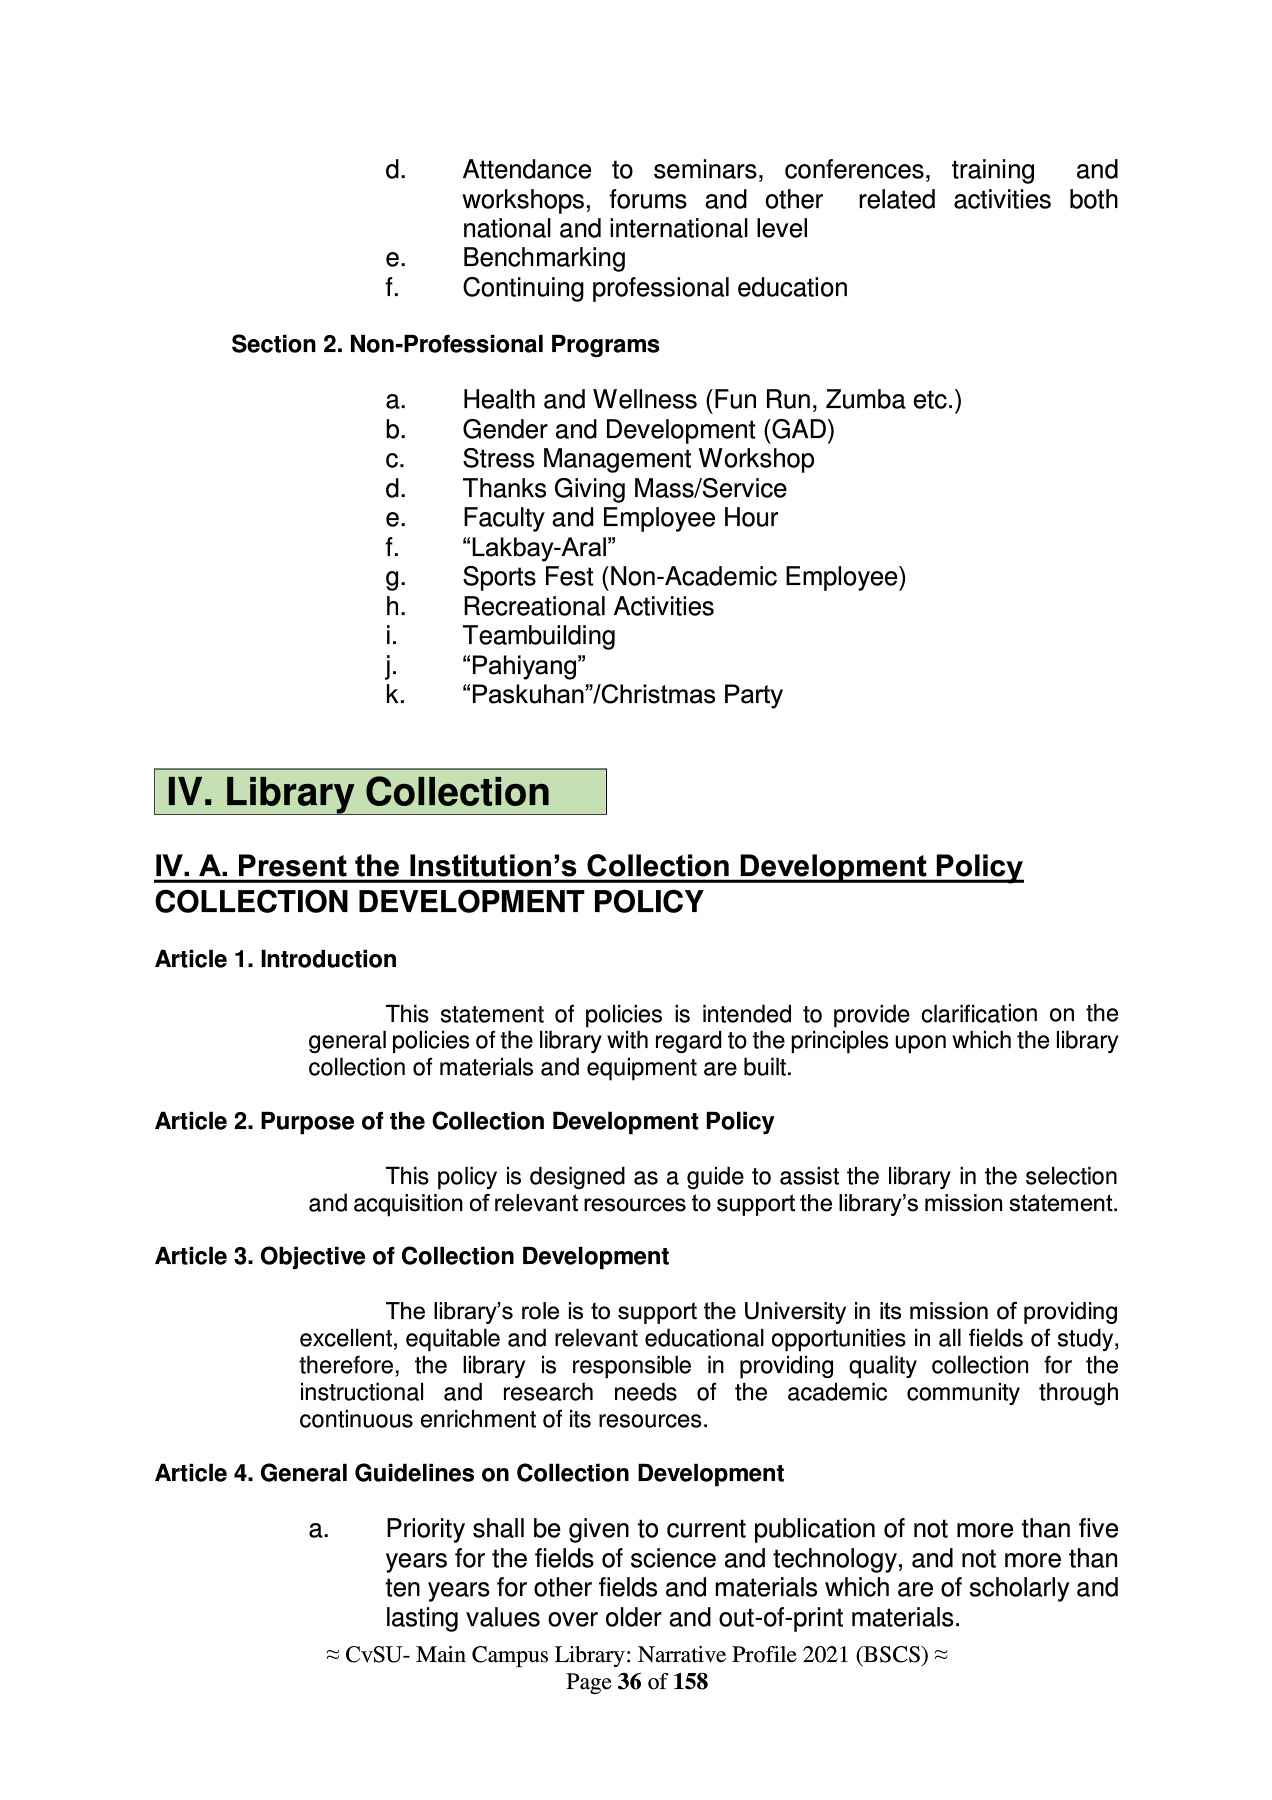 d. Attendance to seminars, conferences, training and
workshops, forums and other related activities both
national and international level
e. Benchmarking
f. Continuing professional education
Section 2. Non-Professional Programs
a. Health and Wellness (Fun Run, Zumba etc.)
b. Gender and Development (GAD)
c. Stress Management Workshop
d. Thanks Giving Mass/Service
e. Faculty and Employee Hour
f. “Lakbay-Aral”
g. Sports Fest (Non-Academic Employee)
h. Recreational Activities
i. Teambuilding
j. “Pahiyang”
k. “Paskuhan”/Christmas Party
IV. Library Collection
IV. A. Present the Institution’s Collection Development Policy
COLLECTION DEVELOPMENT POLICY
Article 1. Introduction
This statement of policies is intended to provide clarification on the
general policies of the library with regard to the principles upon which the library
collection of materials and equipment are built.
Article 2. Purpose of the Collection Development Policy
This policy is designed as a guide to assist the library in the selection
and acquisition of relevant resources to support the library’s mission statement.
Article 3. Objective of Collection Development
The library’s role is to support the University in its mission of providing
excellent, equitable and relevant educational opportunities in all fields of study,
therefore, the library is responsible in providing quality collection for the
instructional and research needs of the academic community through
continuous enrichment of its resources.
Article 4. General Guidelines on Collection Development
a. Priority shall be given to current publication of not more than five
years for the fields of science and technology, and not more than
ten years for other fields and materials which are of scholarly and
lasting values over older and out-of-print materials.
≈ CvSU- Main Campus Library: Narrative Profile 2021 (BSCS) ≈
Page 36 of 158